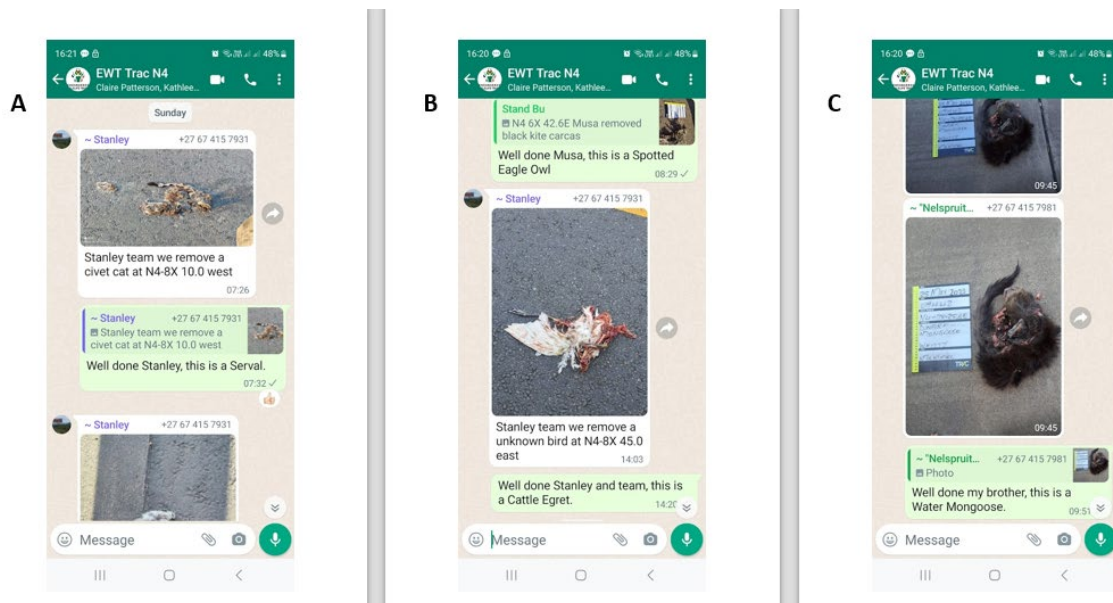 A
16:21
48%
EWT Trac N4
Claire Patterson, Kathlee...
Sunday
~ Stanley +27 67 415 7931
Stanley team we remove a
civet cat at N4-8X 10.0 west
07:26
~ Stanley +27 67 415 7931
Stanley team we remove a
civet cat at N4-8X 10.0 west
Well done Stanley, this is a Serval.
07:32
~ Stanley +27 67 415 7931
Message
B
16:20
48%
EWT Trac N4
Claire Patterson, Kathlee...
Stand Bu
N4 6X 42.6E Musa removed
black kite carcas
Well done Musa, this is a Spotted
Eagle Owl
08:29
~ Stanley +27 67 415 7931
Stanley team we remove a
unknown bird at N4-8X 45.0
east
14:03
Well done Stanley and team, this is
a Cattle Egret.
14:20
Message
C
16:20
48%
EWT Trac N4
Claire Patterson, Kathlee...
09:45
~ "Nelspruit... +27 67 415 7981
TRAC
09:45
~ "Nelspruit... +27 67 415 7981
Photo
Well done my brother, this is a
Water Mongoose.
09:51
Message